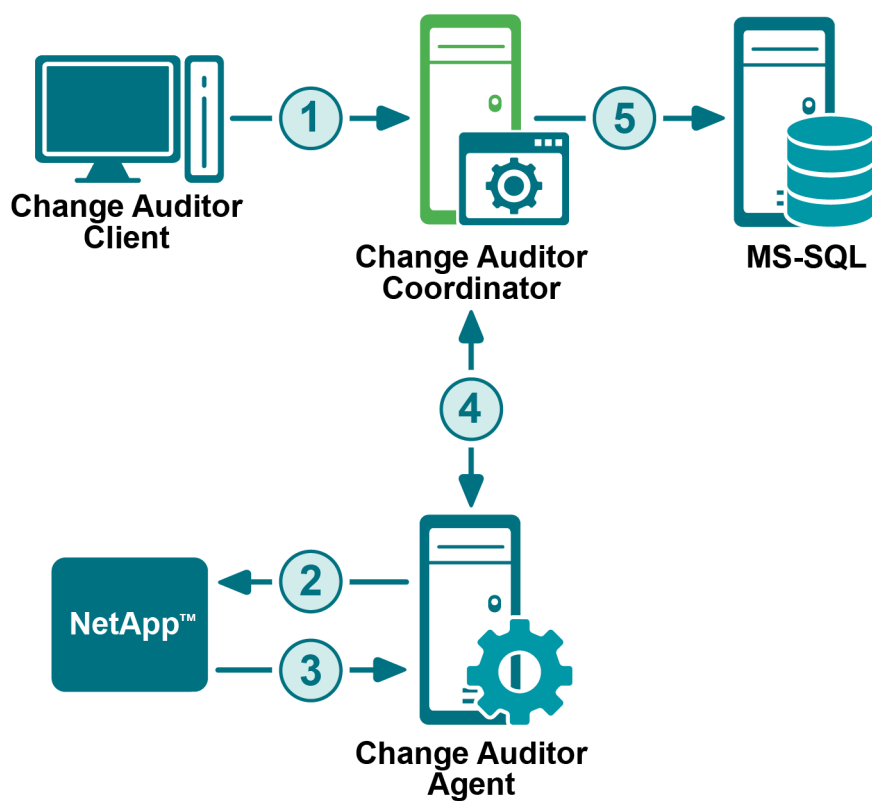 1
5
Change Auditor
Client
Change Auditor
Coordinator
MS-SQL
4
2
NetApp™
3
Change Auditor
Agent